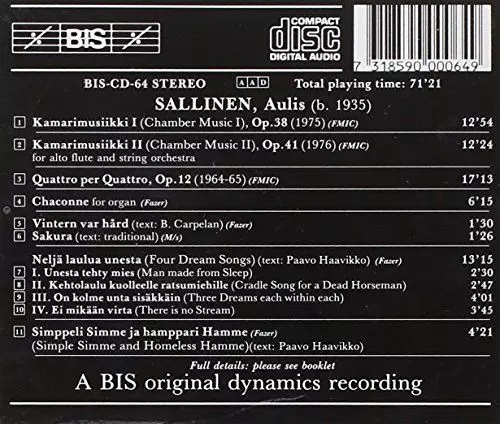 BIS
COMPACT
disc
DIGITAL AUDIO
7 318590 000649
BIS-CD-64 STEREO AAD Total playing time: 71'21
SALLINEN, Aulis (b. 1935)
1 Kamarimusiikki I (Chamber Music I), Op.38 (1975) (FMIC) 12'54
2 Kamarimusiikki II (Chamber Music II), Op.41 (1976) (FMIC) 12'24
for alto flute and string orchestra
3 Quattro per Quattro, Op.12 (1964-65) (FMIC) 17'13
4 Chaconne for organ (Fazer) 6'15
5 Vintern var hård (text: B. Carpelan) (Fazer) 1'30
6 Sakura (text: traditional) (M/s) 1'26
Neljä laulua unesta (Four Dream Songs) (text: Paavo Haavikko) (Fazer) 13'15
7 I. Unesta tehty mies (Man made from Sleep) 2'30
8 II. Kehtolaulu kuolleelle ratsumiehille (Cradle Song for a Dead Horseman) 2'47
9 III. On kolme unta sisäkkäin (Three Dreams each within each) 4'01
10 IV. Ei mikään virta (There is no Stream) 3'45
11 Simppeli Simme ja hamppari Hamme (Fazer) 4'21
(Simple Simme and Homeless Hamme)(text: Paavo Haavikko)
Full details: please see booklet
A BIS original dynamics recording